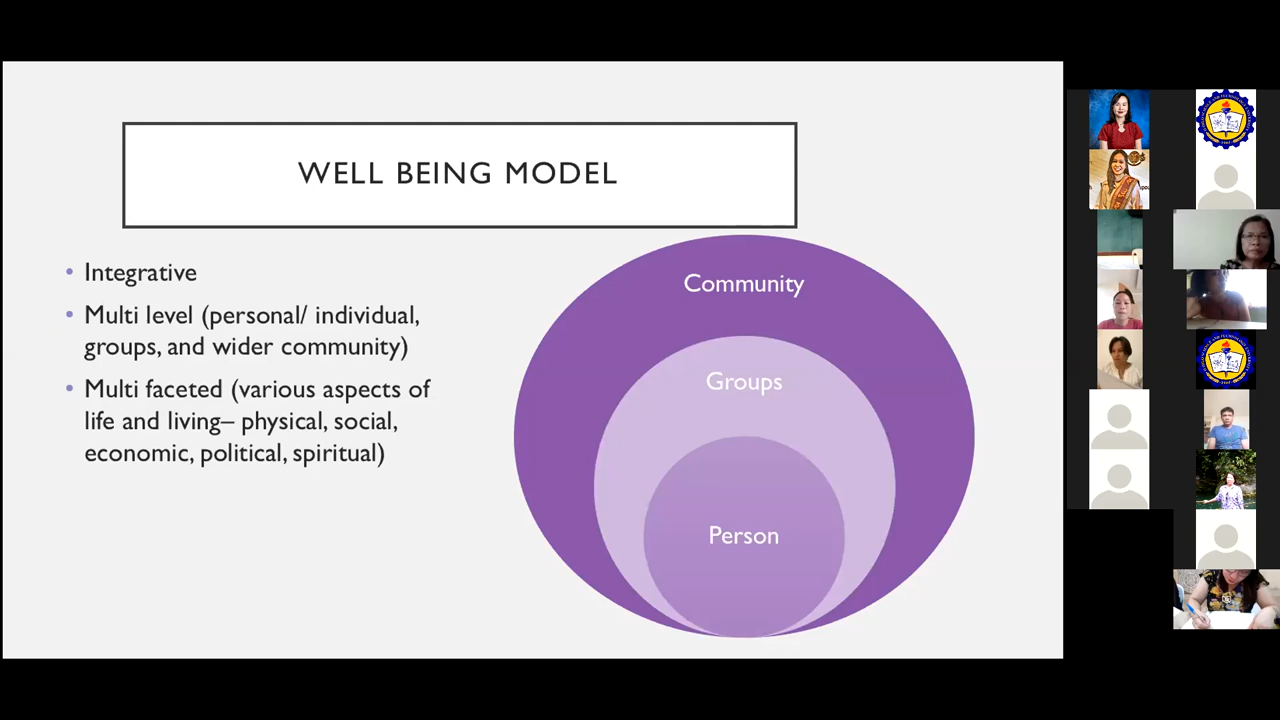 WELL BEING MODEL
Integrative
Multi level (personal/ individual,
groups, and wider community)
Multi faceted (various aspects of
life and living– physical, social,
economic, political, spiritual)
Community
Groups
Person